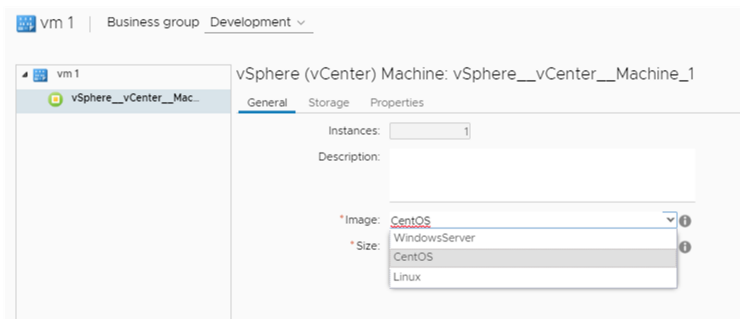 vm 1 Business group Development
vm 1
vSphere__vCenter__Mac...
vSphere (vCenter) Machine: vSphere__vCenter__Machine_1
General Storage Properties
Instances: 1
Description:
*Image: CentOS
WindowsServer
*Size:
CentOS
Linux